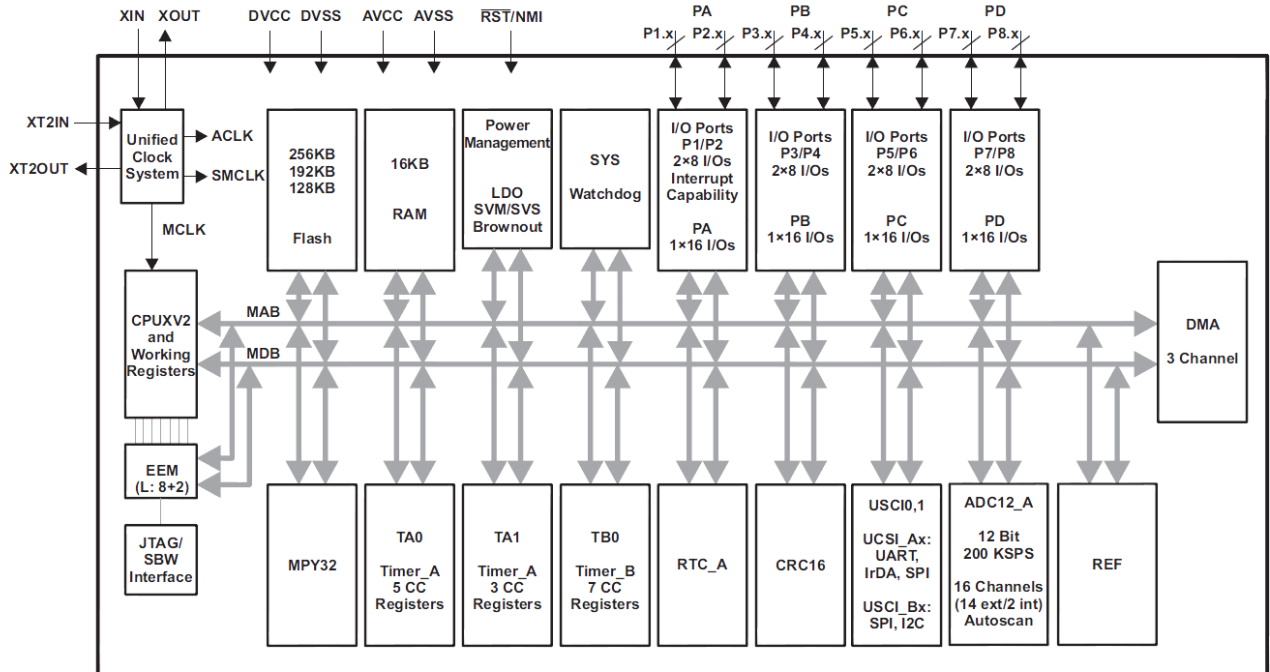 XIN XOUT DVCC DVSS AVCC AVSS RST/NMI PA PB PC PD
P1.x P2.x P3.x P4.x P5.x P6.x P7.x P8.x
XT2IN
XT2OUT
Unified
Clock
System
ACLK
SMCLK
MCLK
256KB
192KB
128KB
Flash
16KB
RAM
Power
Management
LDO
SVM/SVS
Brownout
SYS
Watchdog
I/O Ports
P1/P2
2×8 I/Os
Interrupt
Capability
PA
1×16 I/Os
I/O Ports
P3/P4
2×8 I/Os
PB
1×16 I/Os
I/O Ports
P5/P6
2×8 I/Os
PC
1×16 I/Os
I/O Ports
P7/P8
2×8 I/Os
PD
1×16 I/Os
CPUXV2
and
Working
Registers
MAB
MDB
DMA
3 Channel
EEM
(L: 8+2)
JTAG/
SBW
Interface
MPY32
TA0
Timer_A
5 CC
Registers
TA1
Timer_A
3 CC
Registers
TB0
Timer_B
7 CC
Registers
RTC_A
CRC16
USCI0,1
UCSI_Ax:
UART,
IrDA, SPI
USCI_Bx:
SPI, I2C
ADC12_A
12 Bit
200 KSPS
16 Channels
(14 ext/2 int)
Autoscan
REF